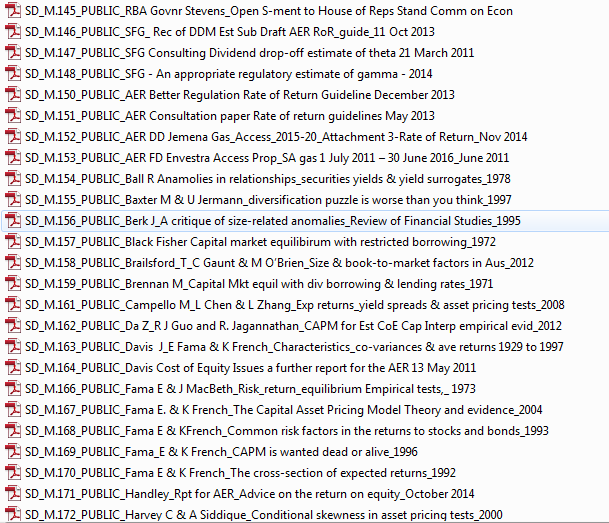 SD_M.145_PUBLIC_RBA Govnr Stevens_Open S-ment to House of Reps Stand Comm on Econ
SD_M.146_PUBLIC_SFG_ Rec of DDM Est Sub Draft AER RoR_guide_11 Oct 2013
SD_M.147_PUBLIC_SFG Consulting Dividend drop-off estimate of theta 21 March 2011
SD_M.148_PUBLIC_SFG - An appropriate regulatory estimate of gamma - 2014
SD_M.150_PUBLIC_AER Better Regulation Rate of Return Guideline December 2013
SD_M.151_PUBLIC_AER Consultation paper Rate of return guidelines May 2013
SD_M.152_PUBLIC_AER DD Jemena Gas_Access_2015-20_Attachment 3-Rate of Return_Nov 2014
SD_M.153_PUBLIC_AER FD Envestra Access Prop_SA gas 1 July 2011 – 30 June 2016_June 2011
SD_M.154_PUBLIC_Ball R Anamolies in relationships_securities yields & yield surrogates_1978
SD_M.155_PUBLIC_Baxter M & U Jermann_diversification puzzle is worse than you think_1997
SD_M.156_PUBLIC_Berk J_A critique of size-related anomalies_Review of Financial Studies_1995
SD_M.157_PUBLIC_Black Fisher Capital market equilibirum with restricted borrowing_1972
SD_M.158_PUBLIC_Brailsford_T_C Gaunt & M O'Brien_Size & book-to-market factors in Aus_2012
SD_M.159_PUBLIC_Brennan M_Capital Mkt equil with div borrowing & lending rates_1971
SD_M.161_PUBLIC_Campello M_L Chen & L Zhang_Exp returns_yield spreads & asset pricing tests_2008
SD_M.162_PUBLIC_Da Z_R J Guo and R. Jagannathan_CAPM for Est CoE Cap Interp empirical evid_2012
SD_M.163_PUBLIC_Davis  J_E Fama & K French_Characteristics_co-variances & ave returns 1929 to 1997
SD_M.164_PUBLIC_Davis Cost of Equity Issues a further report for the AER 13 May 2011
SD_M.166_PUBLIC_Fama E & J MacBeth_Risk_return_equilibrium Empirical tests,_ 1973
SD_M.167_PUBLIC_Fama E. & K French_The Capital Asset Pricing Model Theory and evidence_2004
SD_M.168_PUBLIC_Fama E & KFrench_Common risk factors in the returns to stocks and bonds_1993
SD_M.169_PUBLIC_Fama_E & K French_CAPM is wanted dead or alive_1996
SD_M.170_PUBLIC_Fama E & K French_The cross-section of expected returns_1992
SD_M.171_PUBLIC_Handley_Rpt for AER_Advice on the return on equity_October 2014
SD_M.172_PUBLIC_Harvey C & A Siddique_Conditional skewness in asset pricing tests_2000